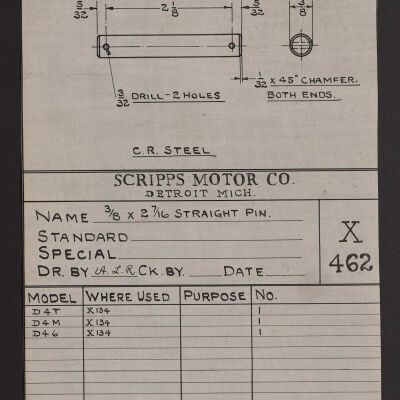 5/32 2 1/8 5/32 3/8
1/32 x 45° CHAMFER.
BOTH ENDS.
3/32 DRILL - 2 HOLES
C.R. STEEL
SCRIPPS MOTOR CO.
DETROIT MICH.
NAME 3/8 x 2 7/16 STRAIGHT PIN.
STANDARD
SPECIAL
DR. BY A.L.R. CK. BY DATE
X 462
MODEL WHERE USED PURPOSE NO.
D4T X134 1
D4M X134 1
D46 X134 1